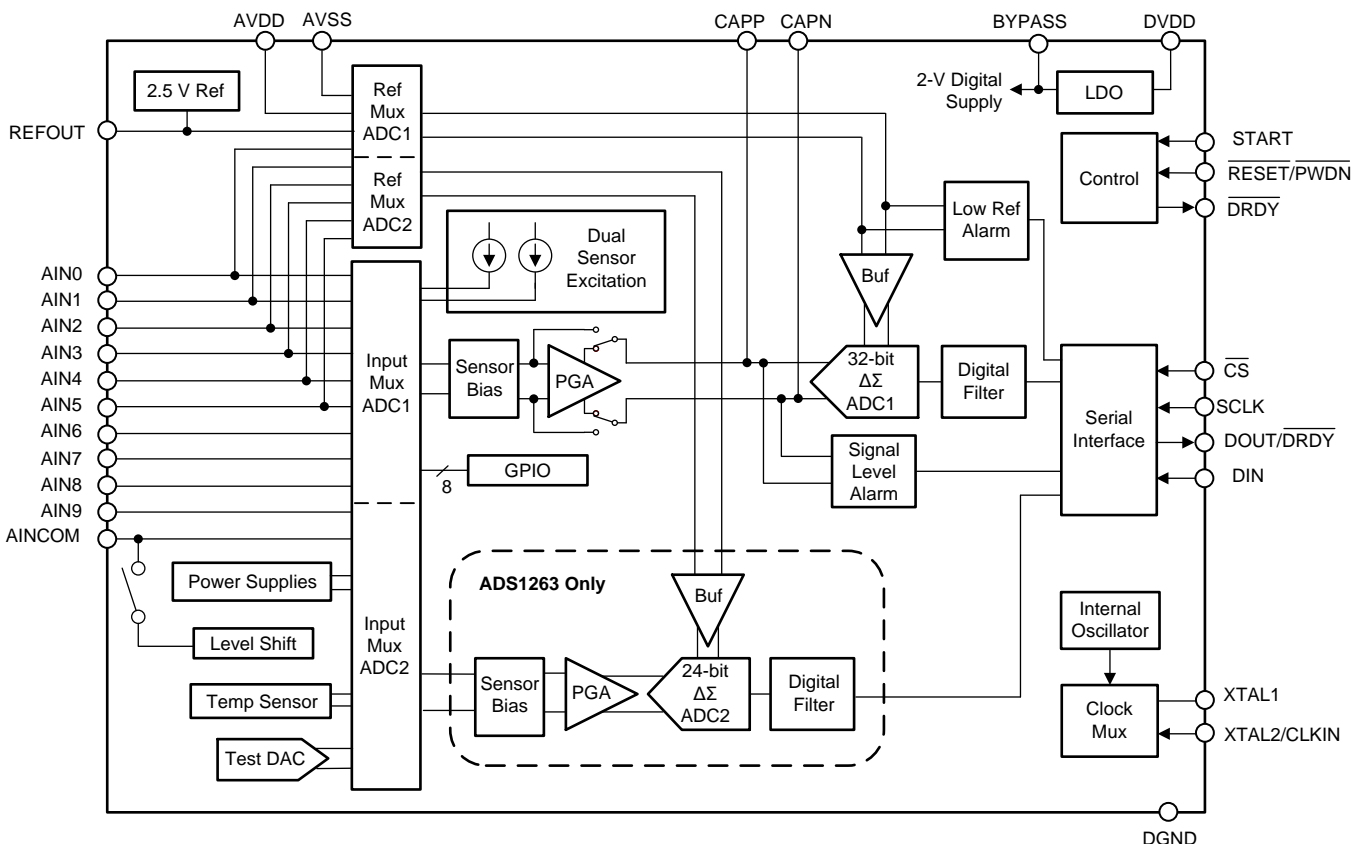 AVDD
AVSS
CAPP
CAPN
BYPASS
DVDD
2.5 V Ref
Ref
Mux
ADC1
Ref
Mux
ADC2
2-V Digital
Supply
LDO
REFOUT
START
RESET/PWDN
DRDY
Control
Low Ref
Alarm
Dual
Sensor
Excitation
Buf
AIN0
AIN1
AIN2
AIN3
AIN4
AIN5
AIN6
AIN7
AIN8
AIN9
AINCOM
Input
Mux
ADC1
Sensor
Bias
PGA
32-bit
ΔΣ
ADC1
Digital
Filter
Serial
Interface
CS
SCLK
DOUT/DRDY
DIN
8
GPIO
Signal
Level
Alarm
Power Supplies
Level Shift
Temp Sensor
Test DAC
Input
Mux
ADC2
ADS1263 Only
Buf
Sensor
Bias
PGA
24-bit
ΔΣ
ADC2
Digital
Filter
Internal
Oscillator
Clock
Mux
XTAL1
XTAL2/CLKIN
DGND